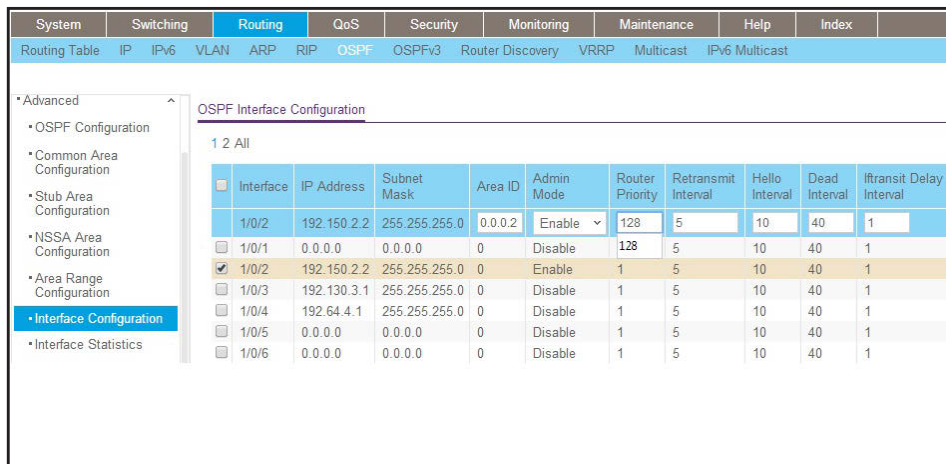 System Switching Routing QoS Security Monitoring Maintenance Help Index
Routing Table IP IPv6 VLAN ARP RIP OSPF OSPFv3 Router Discovery VRRP Multicast IPv6 Multicast
Advanced
OSPF Configuration
Common Area
Configuration
Stub Area
Configuration
NSSA Area
Configuration
Area Range
Configuration
Interface Configuration
Interface Statistics
OSPF Interface Configuration
1 2 All
Interface IP Address Subnet Mask Area ID Admin Mode Router Priority Retransmit Interval Hello Interval Dead Interval Iftransit Delay Interval
1/0/2 192.150.2.2 255.255.255.0 0.0.0.2 Enable 128 5 10 40 1
1/0/1 0.0.0.0 0.0.0.0 0 Disable 128 5 10 40 1
1/0/2 192.150.2.2 255.255.255.0 0 Enable 1 5 10 40 1
1/0/3 192.130.3.1 255.255.255.0 0 Disable 1 5 10 40 1
1/0/4 192.64.4.1 255.255.255.0 0 Disable 1 5 10 40 1
1/0/5 0.0.0.0 0.0.0.0 0 Disable 1 5 10 40 1
1/0/6 0.0.0.0 0.0.0.0 0 Disable 1 5 10 40 1